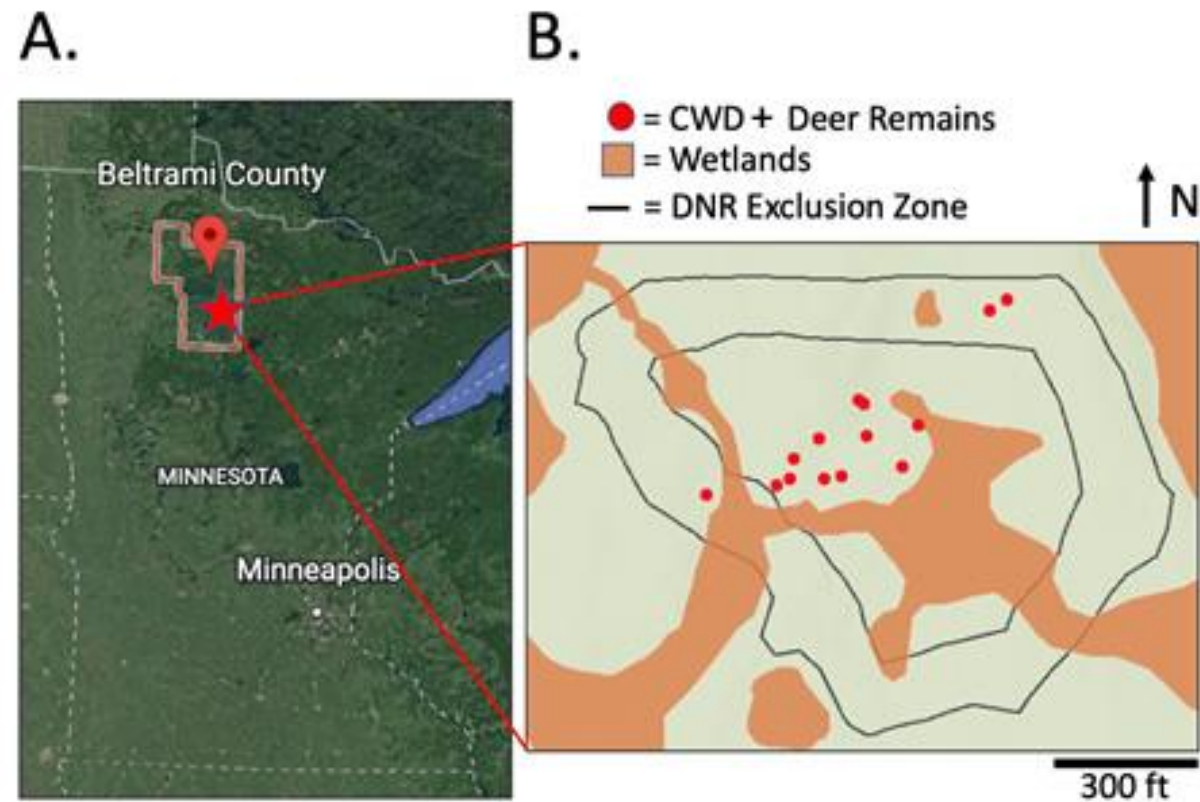 A.
B.
= CWD + Deer Remains
= Wetlands
= DNR Exclusion Zone
N
Beltrami County
MINNESOTA
Minneapolis
300 ft